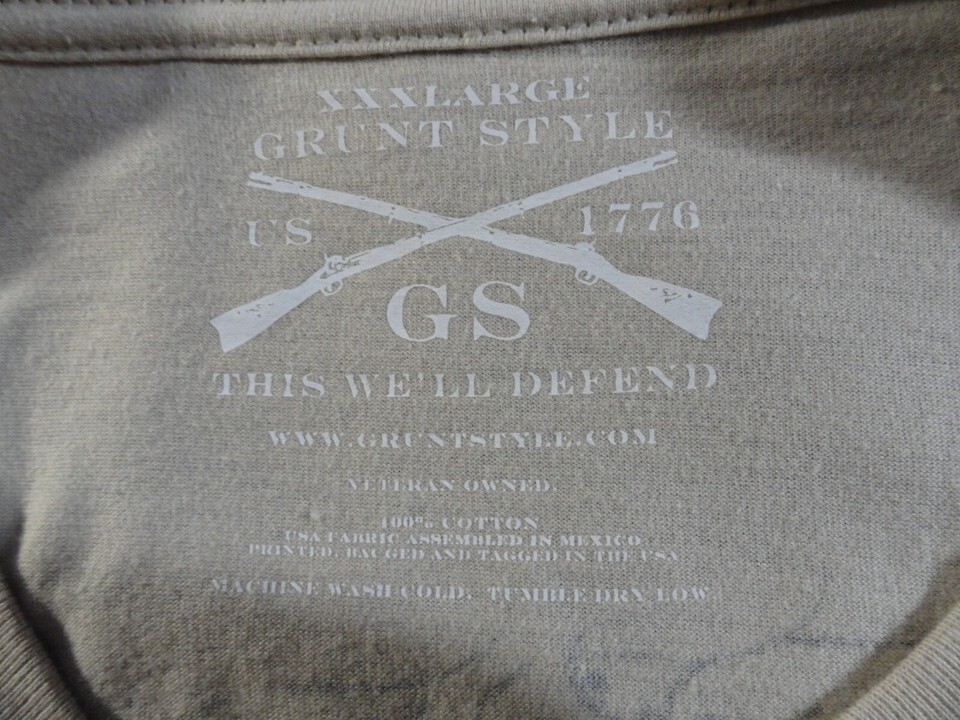 XXXLARGE
GRUNT STYLE
US 1776
GS
THIS WE'LL DEFEND
WWW.GRUNTSTYLE.COM
VETERAN OWNED.
100% COTTON
USA FABRIC ASSEMBLED IN MEXICO
PRINTED, BAGGED AND TAGGED IN THE USA
MACHINE WASH COLD. TUMBLE DRY LOW.